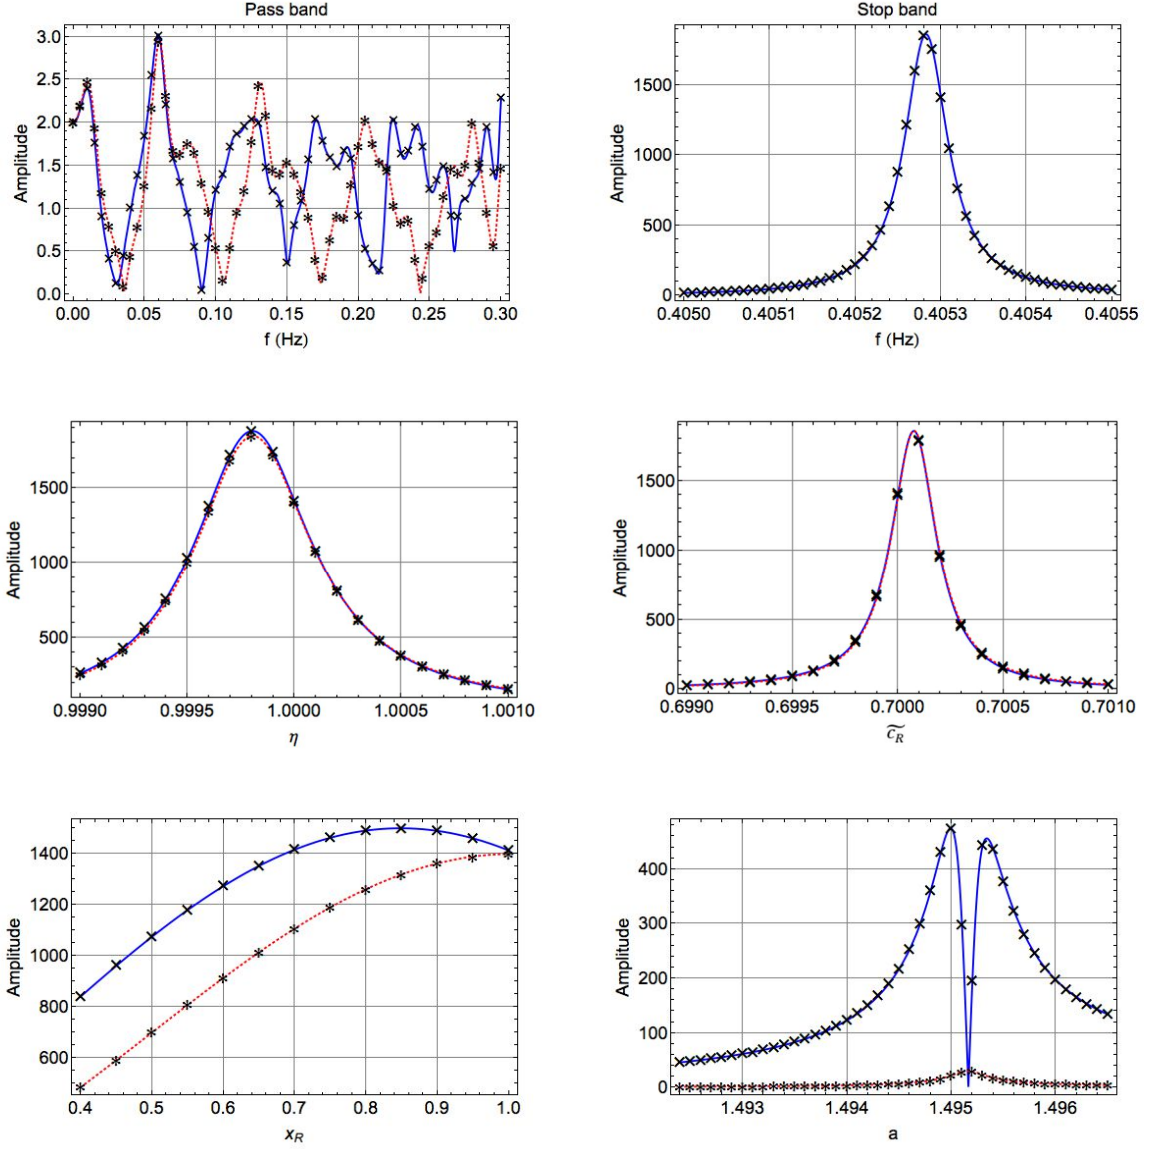 Pass band
Stop band
3.0
2.5
2.0
1.5
1.0
0.5
0.0
Amplitude
0.00 0.05 0.10 0.15 0.20 0.25 0.30
f (Hz)
1500
1000
500
0
Amplitude
0.4050 0.4051 0.4052 0.4053 0.4054 0.4055
f (Hz)
1500
1000
500
Amplitude
0.9990 0.9995 1.0000 1.0005 1.0010
η
1500
1000
500
0
Amplitude
0.6990 0.6995 0.7000 0.7005 0.7010
c̃_R
1400
1200
1000
800
600
Amplitude
0.4 0.5 0.6 0.7 0.8 0.9 1.0
x_R
400
300
200
100
0
Amplitude
1.493 1.494 1.495 1.496
a